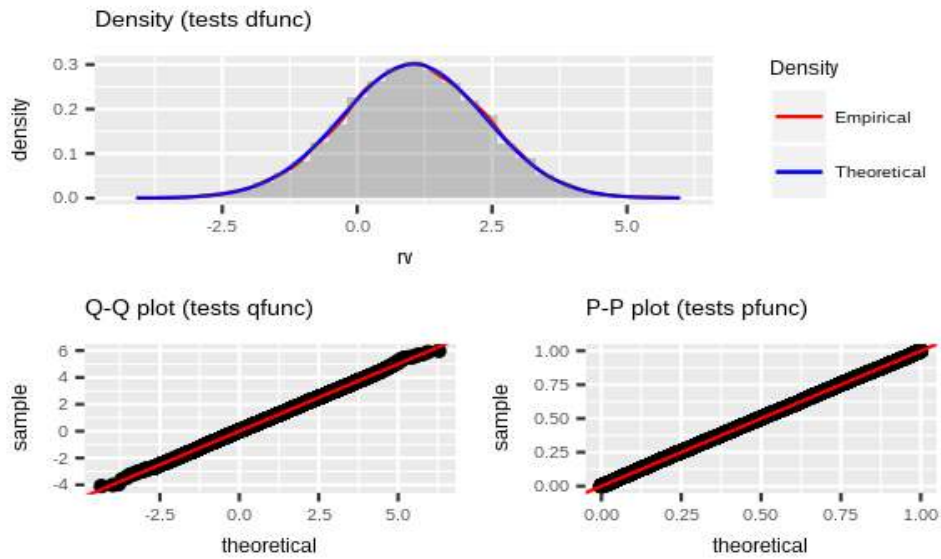 Density (tests dfunc)
density
0.3
0.2
0.1
0.0
-2.5
0.0
2.5
5.0
rv
Density
Empirical
Theoretical
Q-Q plot (tests qfunc)
sample
6
4
2
0
-2
-4
-2.5
0.0
2.5
5.0
theoretical
P-P plot (tests pfunc)
sample
1.00
0.75
0.50
0.25
0.00
0.00
0.25
0.50
0.75
1.00
theoretical